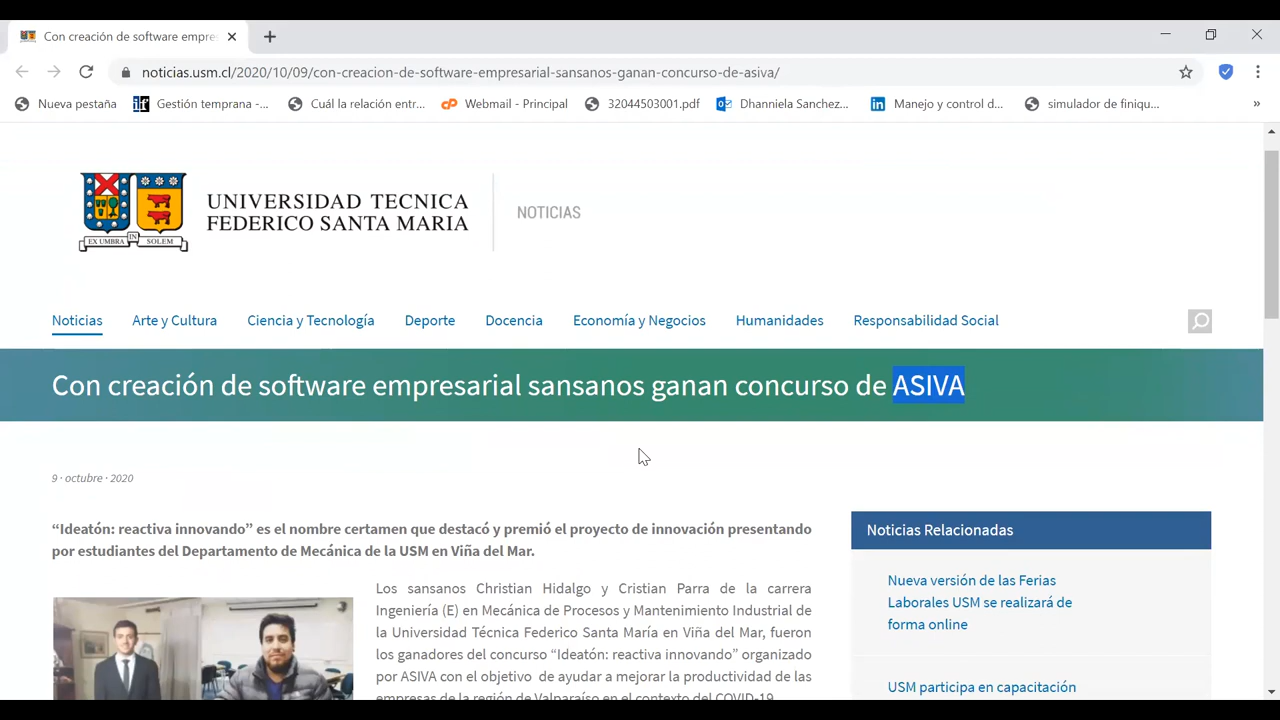 Con creación de software empres
noticias.usm.cl/2020/10/09/con-creacion-de-software-empresarial-sansanos-ganan-concurso-de-asiva/
Nueva pestaña
Gestión temprana -...
Cuál la relación entr...
Webmail - Principal
32044503001.pdf
Dhanniela Sanchez...
Manejo y control d...
simulador de finiqu...
»
UNIVERSIDAD TECNICA
FEDERICO SANTA MARIA
NOTICIAS
EX UMBRA IN SOLEM
Noticias
Arte y Cultura
Ciencia y Tecnología
Deporte
Docencia
Economía y Negocios
Humanidades
Responsabilidad Social
Con creación de software empresarial sansanos ganan concurso de ASIVA
9 · octubre · 2020
“Ideatón: reactiva innovando” es el nombre certamen que destacó y premió el proyecto de innovación presentando
por estudiantes del Departamento de Mecánica de la USM en Viña del Mar.
Los sansanos Christian Hidalgo y Cristian Parra de la carrera
Ingeniería (E) en Mecánica de Procesos y Mantenimiento Industrial de
la Universidad Técnica Federico Santa María en Viña del Mar, fueron
los ganadores del concurso “Ideatón: reactiva innovando” organizado
por ASIVA con el objetivo de ayudar a mejorar la productividad de las
empresas de la región de Valparaíso en el contexto del COVID-19.
Noticias Relacionadas
Nueva versión de las Ferias
Laborales USM se realizará de
forma online
USM participa en capacitación